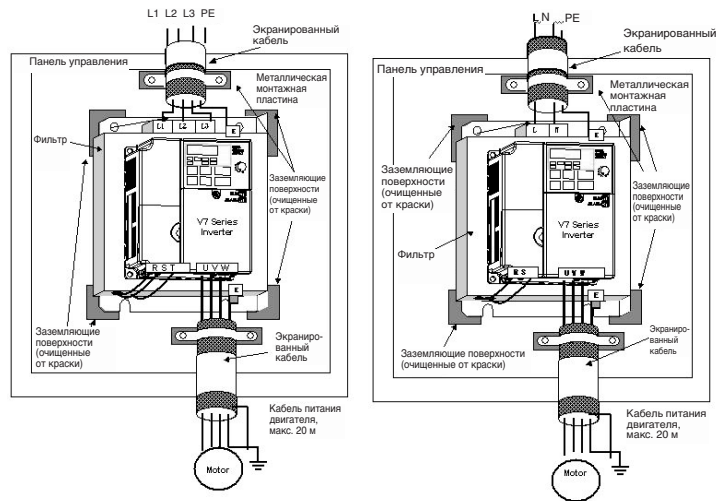 L1 L2 L3 PE
Экранированный
кабель
Панель управления
Металлическая
монтажная
пластина
L1 L2 L3
E
Фильтр
V7 Series
Inverter
Заземляющие
поверхности
(очищенные
от краски)
R S T U V W
E
Заземляющие
поверхности
(очищенные
от краски)
Экраниро-
ванный
кабель
Кабель питания
двигателя,
макс. 20 м
Motor
L N PE
Экранированный
кабель
Панель управления
Металлическая
монтажная
пластина
L N
E
Заземляющие
поверхности
(очищенные
от краски)
Фильтр
V7 Series
Inverter
Заземляющие
поверхности
(очищенные
от краски)
R S U V W
E
Заземляющие поверхности
(очищенные от краски)
Экраниро-
ванный
кабель
Кабель питания
двигателя,
макс. 20 м
Motor